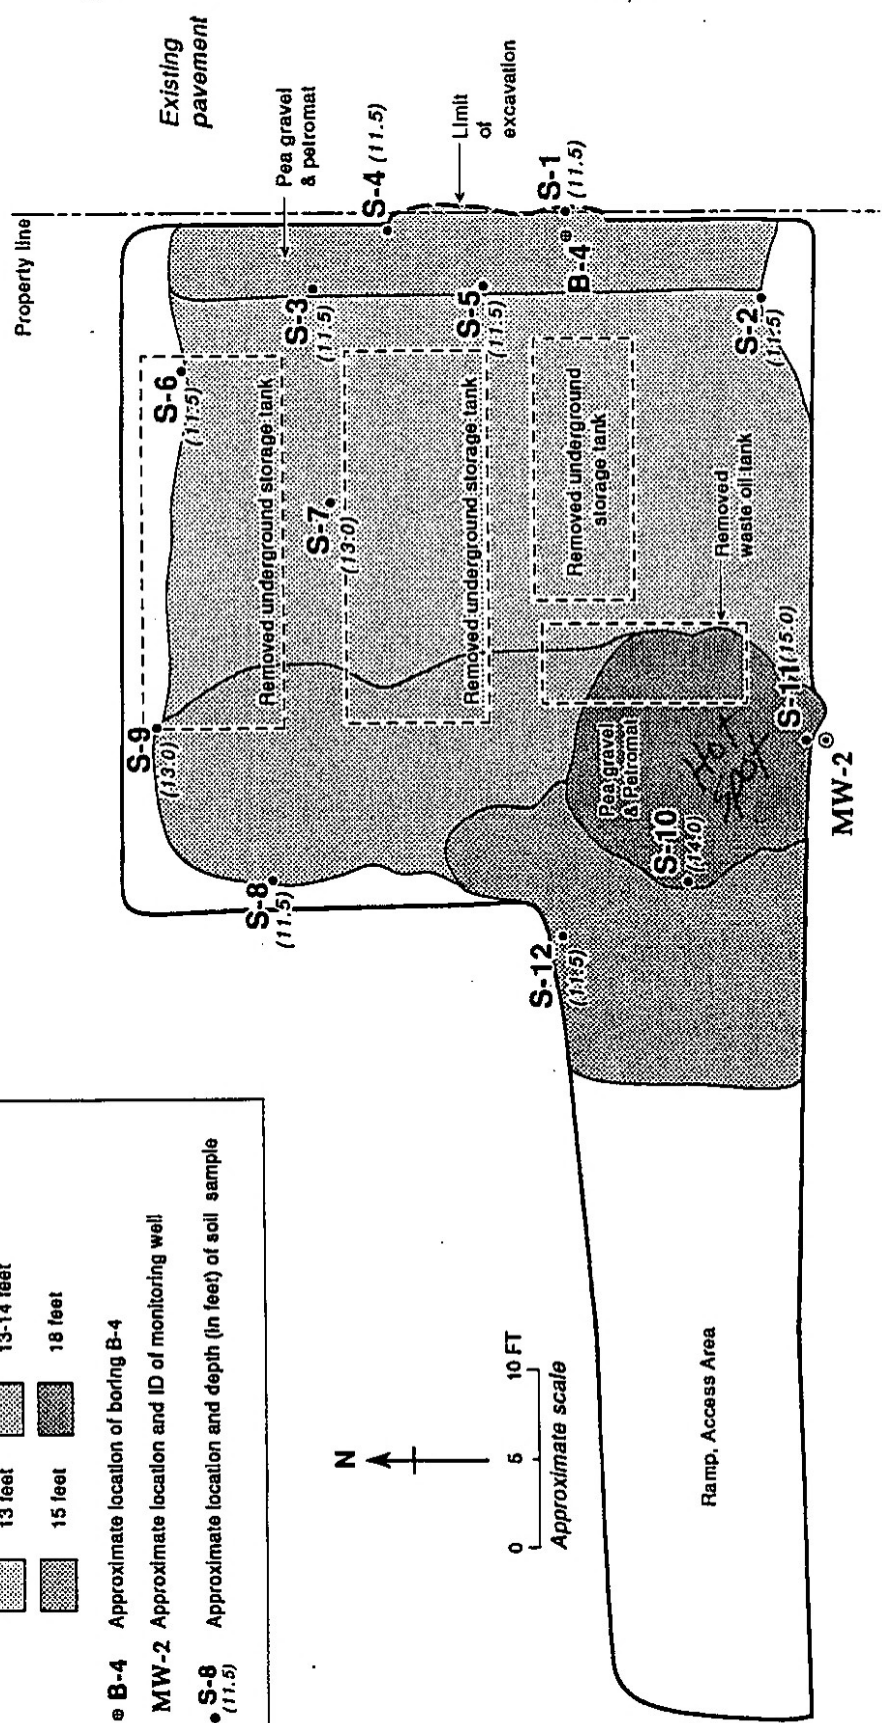 13 feet
13-14 feet
15 feet
18 feet
B-4 Approximate location of boring B-4
MW-2 Approximate location and ID of monitoring well
S-8 Approximate location and depth (in feet) of soil sample
(11.5)
N
0 5 10 FT
Approximate scale
Ramp, Access Area
Property line
Existing
pavement
Pea gravel
& petromat
S-4 (11.5)
Limit
of
excavation
S-1
(11.5)
B-4
S-3
(11.5)
S-5
(11.5)
S-2
(11.5)
S-6
(11.5)
Removed underground storage tank
S-7
(13.0)
Removed underground storage tank
Removed underground
storage tank
Removed
waste oil tank
S-9
(13.0)
S-8
(11.5)
S-12
(11.5)
Pea gravel
& Petromat
Hot
Spot
S-10
(14.0)
S-11 (15.0)
MW-2